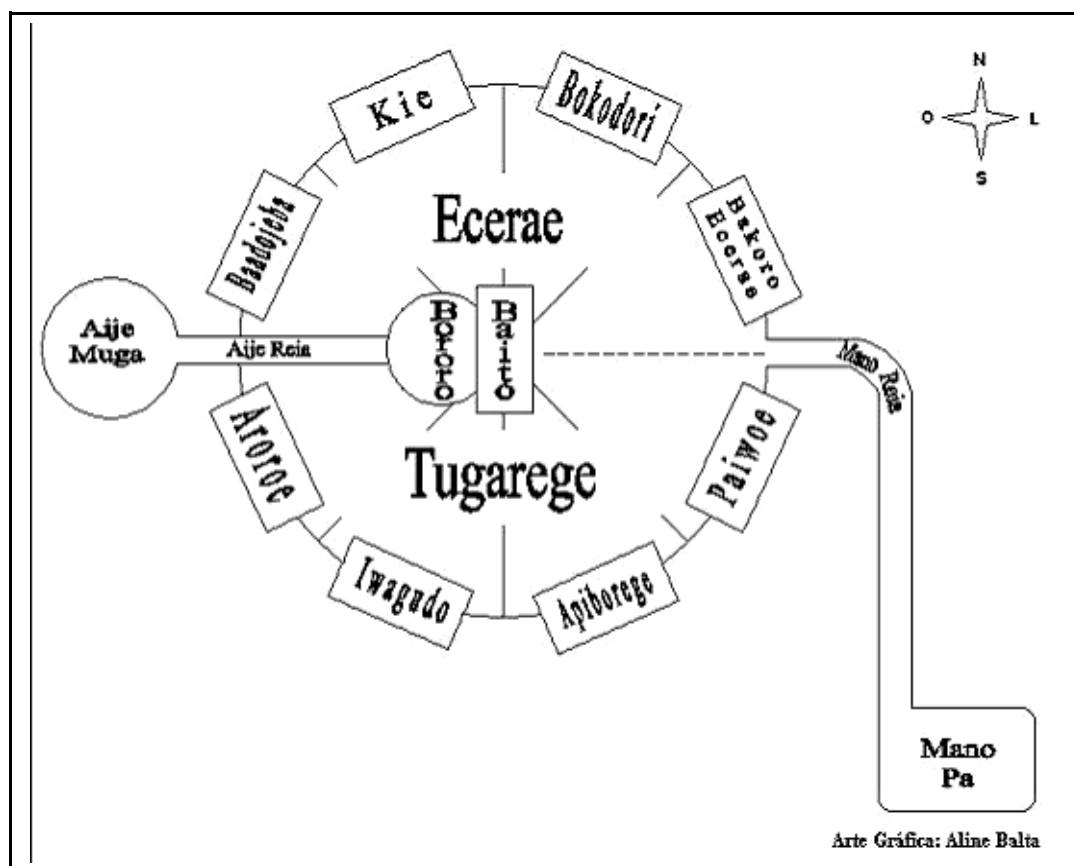 N
O
L
S
Kie
Bokodori
Baadojeba
Bakoro
Ecerae
Ecerae
Aije
Muga
Aije Reia
Bororo
Baito
Mano Reia
Aroroe
Tugarege
Paiwoe
Iwagudo
Apiborege
Mano
Pa
Arte Gráfica: Aline Balta